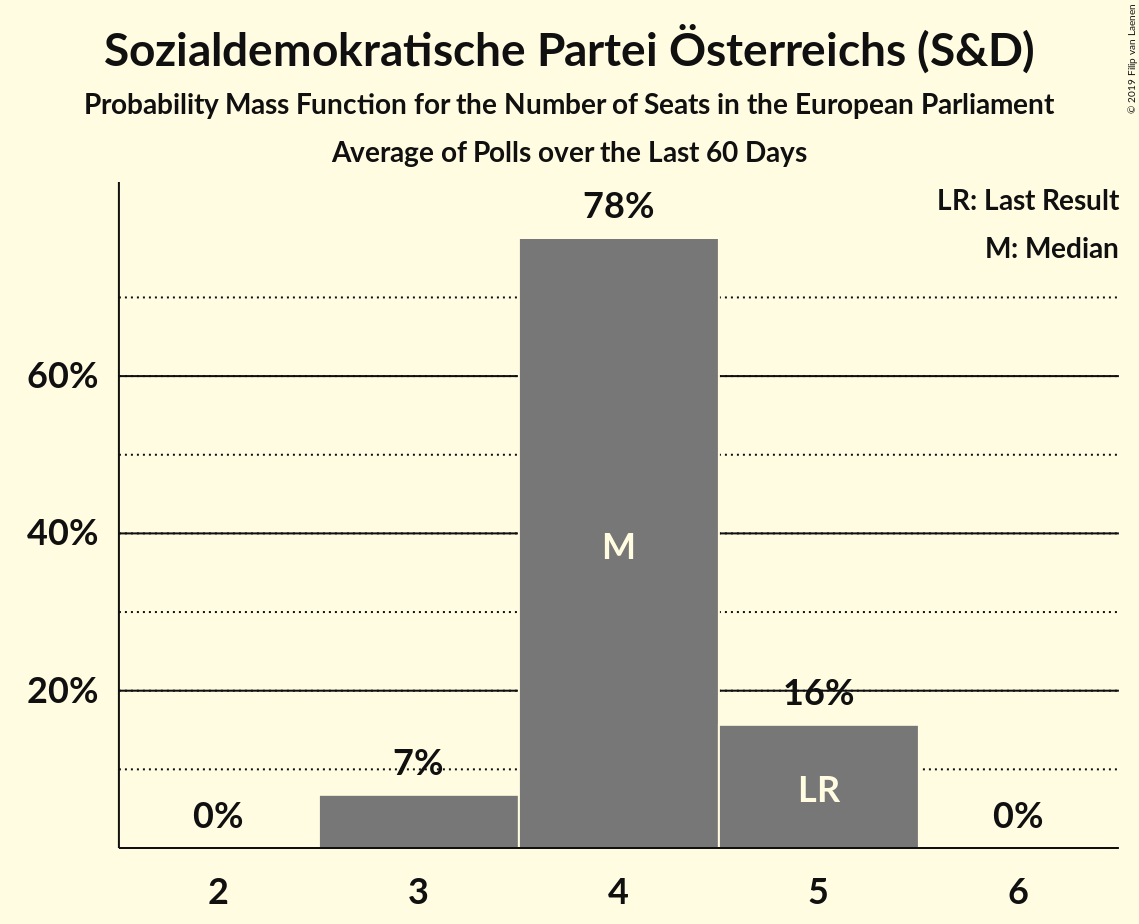 Sozialdemokratische Partei Österreichs (S&D)
Probability Mass Function for the Number of Seats in the European Parliament
Average of Polls over the Last 60 Days
© 2019 Filip van Laenen
LR: Last Result
M: Median
78%
60%
40%
M
20%
16%
7%
LR
0%
0%
2
3
4
5
6